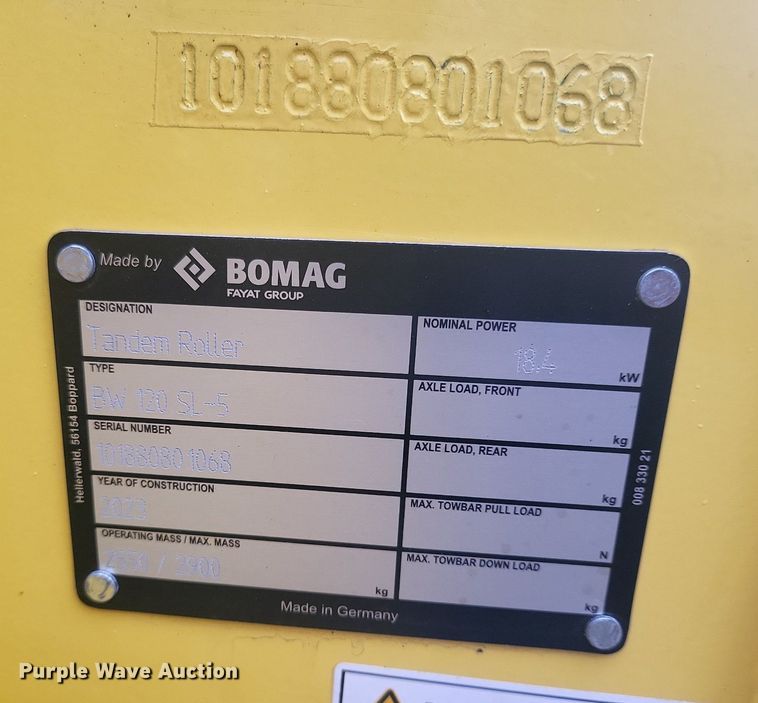 101880801068
Made by BOMAG
FAYAT GROUP
DESIGNATION
Tandem Roller
TYPE
BW 120 SL-5
SERIAL NUMBER
101880801068
YEAR OF CONSTRUCTION
2023
OPERATING MASS / MAX. MASS
2550 / 2900
kg
NOMINAL POWER
18.4
kW
AXLE LOAD, FRONT
kg
AXLE LOAD, REAR
kg
MAX. TOWBAR PULL LOAD
N
MAX. TOWBAR DOWN LOAD
kg
Hellerwald, 56154 Boppard
008 330 21
Made in Germany
Purple Wave Auction